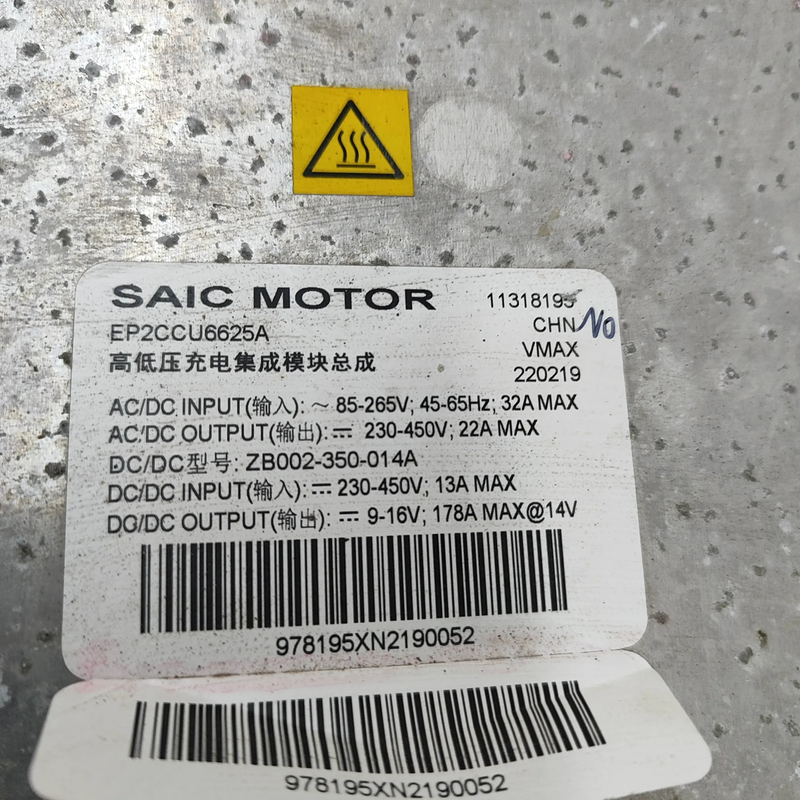 SAIC MOTOR
11318195
EP2CCU6625A
CHN NO
高低压充电集成模块总成
VMAX
220219
AC/DC INPUT(输入): ~ 85-265V; 45-65Hz; 32A MAX
AC/DC OUTPUT(输出): ⎓ 230-450V; 22A MAX
DC/DC型号: ZB002-350-014A
DC/DC INPUT(输入): ⎓ 230-450V; 13A MAX
DC/DC OUTPUT(输出): ⎓ 9-16V; 178A MAX@14V
978195XN2190052
978195XN2190052